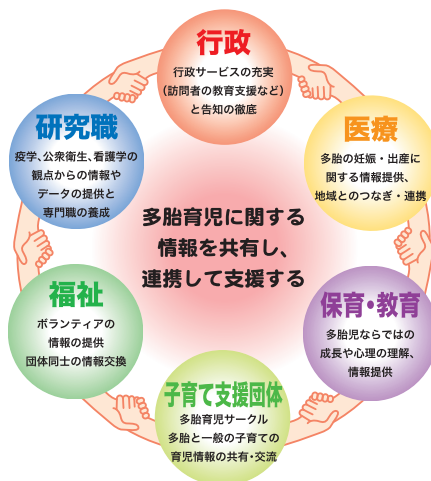 行政
行政サービスの充実
(訪問者の教育支援など)
と告知の徹底
医療
多胎の妊娠・出産に
関する情報提供、
地域とのつなぎ・連携
保育・教育
多胎児ならではの
成長や心理の理解、
情報提供
子育て支援団体
多胎育児サークル
多胎と一般の子育ての
育児情報の共有・交流
福祉
ボランティアの
情報の提供
団体同士の情報交換
研究職
疫学、公衆衛生、看護学の
観点からの情報や
データの提供と
専門職の養成
多胎育児に関する
情報を共有し、
連携して支援する